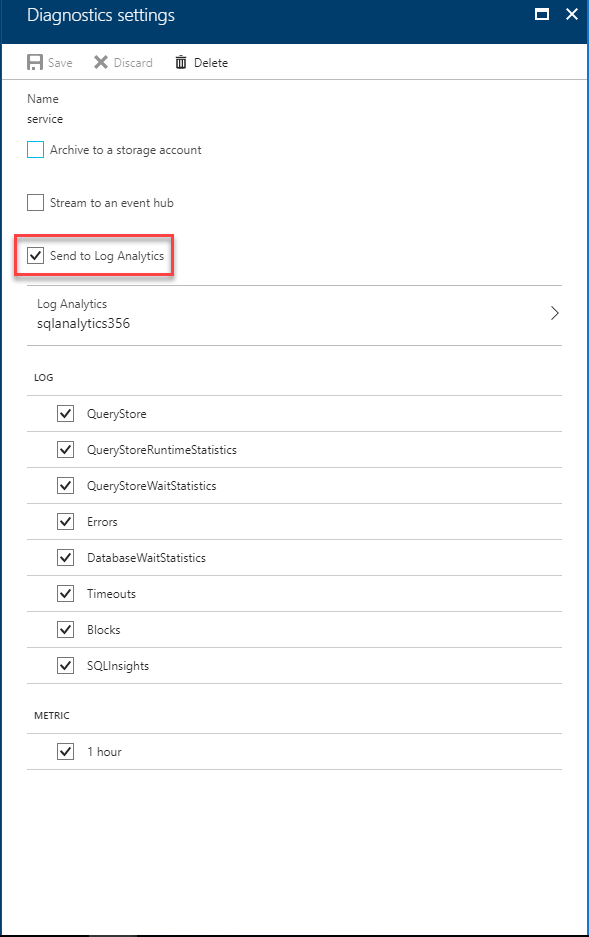 Diagnostics settings
Save Discard Delete
Name
service
Archive to a storage account
Stream to an event hub
Send to Log Analytics
Log Analytics
sqlanalytics356
LOG
QueryStore
QueryStoreRuntimeStatistics
QueryStoreWaitStatistics
Errors
DatabaseWaitStatistics
Timeouts
Blocks
SQLInsights
METRIC
1 hour